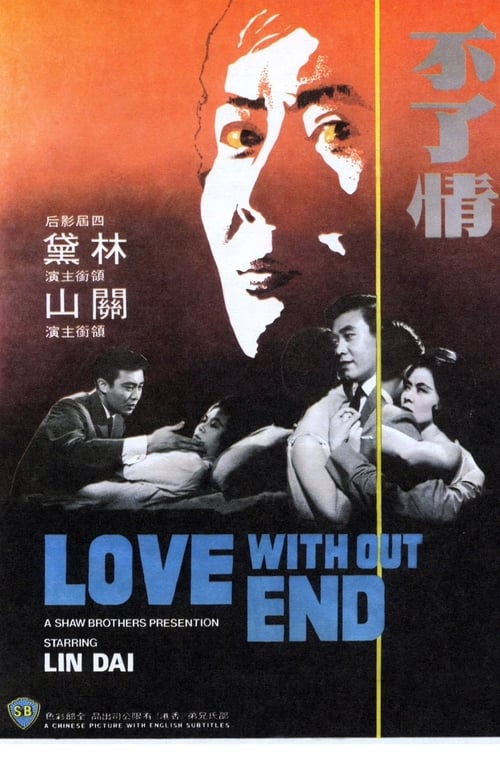 不了情
后影屆四
黛林
演主銜領
山關
演主銜領
LOVE WITH OUT
END
A SHAW BROTHERS PRESENTION
STARRING
LIN DAI
SB
色彩部全 品出司公限有港香 弟兄氏邵
A CHINESE PICTURE WITH ENGLISH SUBTITLES